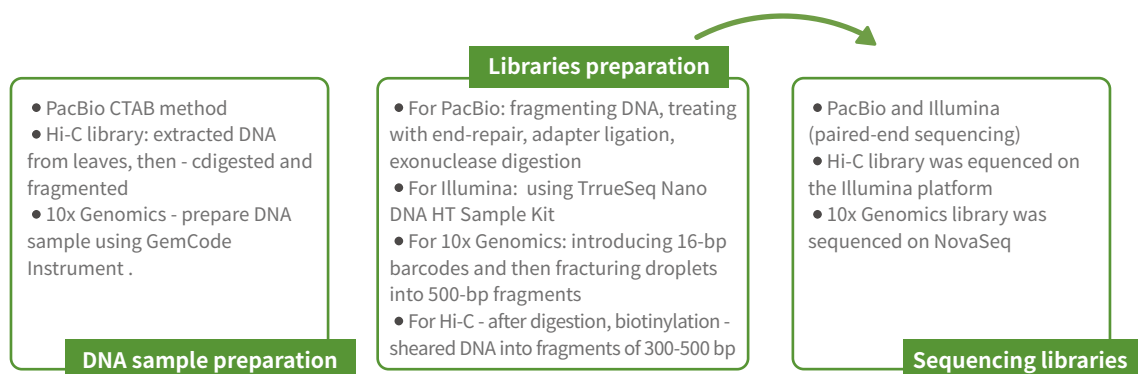 ● PacBio CTAB method
● Hi-C library: extracted DNA
from leaves, then - cdigested and
fragmented
● 10x Genomics - prepare DNA
sample using GemCode
Instrument .
DNA sample preparation
Libraries preparation
● For PacBio: fragmenting DNA, treating
with end-repair, adapter ligation,
exonuclease digestion
● For Illumina: using TrrueSeq Nano
DNA HT Sample Kit
● For 10x Genomics: introducing 16-bp
barcodes and then fracturing droplets
into 500-bp fragments
● For Hi-C - after digestion, biotinylation -
sheared DNA into fragments of 300-500 bp
● PacBio and Illumina
(paired-end sequencing)
● Hi-C library was equenced on
the Illumina platform
● 10x Genomics library was
sequenced on NovaSeq
Sequencing libraries